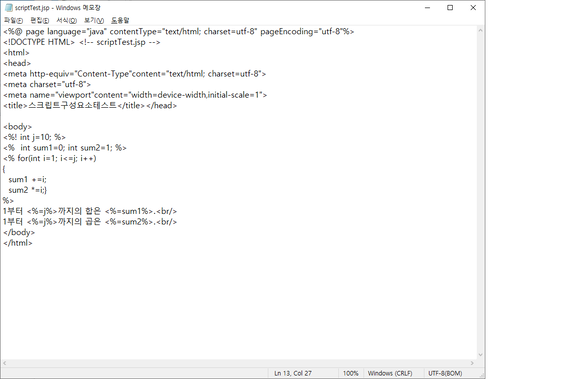 scriptTest.jsp - Windows 메모장
파일(F) 편집(E) 서식(O) 보기(V) 도움말
<%@ page language="java" contentType="text/html; charset=utf-8" pageEncoding="utf-8"%>
<!DOCTYPE HTML> <!-- scriptTest.jsp -->
<html>
<head>
<meta http-equiv="Content-Type"content="text/html; charset=utf-8">
<meta charset="utf-8">
<meta name="viewport"content="width=device-width,initial-scale=1">
<title>스크립트구성요소테스트</title></head>
<body>
<%! int j=10; %>
<%  int sum1=0; int sum2=1; %>
<% for(int i=1; i<=j; i++)
{
  sum1 +=i;
  sum2 *=i;}
%>
1부터 <%=j%>까지의 합은 <%=sum1%>.<br/>
1부터 <%=j%>까지의 곱은 <%=sum2%>.<br/>
</body>
</html>
Ln 13, Col 27 100% Windows (CRLF) UTF-8(BOM)